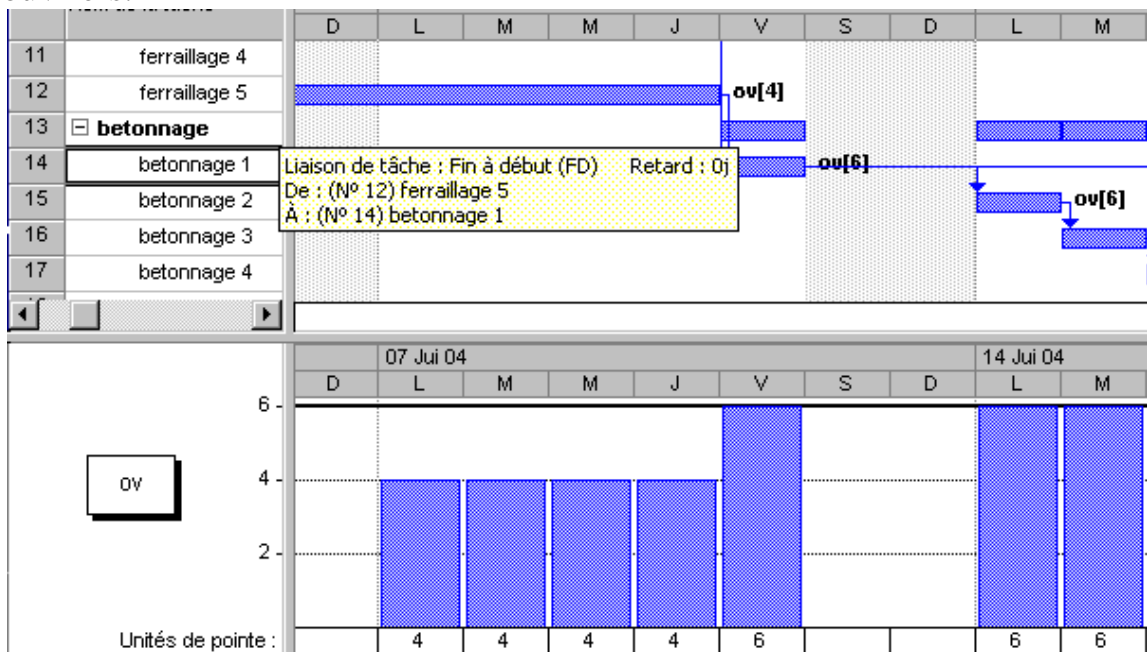 D L M M J V S D L M
11 ferraillage 4
12 ferraillage 5 ov[4]
13 betonnage
14 betonnage 1 ov[6]
Liaison de tâche : Fin à début (FD) Retard : 0j
De : (Nº 12) ferraillage 5
À : (Nº 14) betonnage 1
15 betonnage 2 ov[6]
16 betonnage 3
17 betonnage 4
07 Jui 04 14 Jui 04
D L M M J V S D L M
6
ov
4
2
Unités de pointe : 4 4 4 4 6 6 6